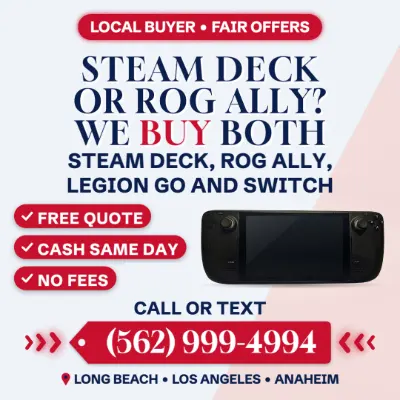 LOCAL BUYER • FAIR OFFERS
STEAM DECK
OR ROG ALLY?
WE BUY BOTH
STEAM DECK, ROG ALLY,
LEGION GO AND SWITCH
FREE QUOTE
CASH SAME DAY
NO FEES
CALL OR TEXT
(562) 999-4994
LONG BEACH • LOS ANGELES • ANAHEIM